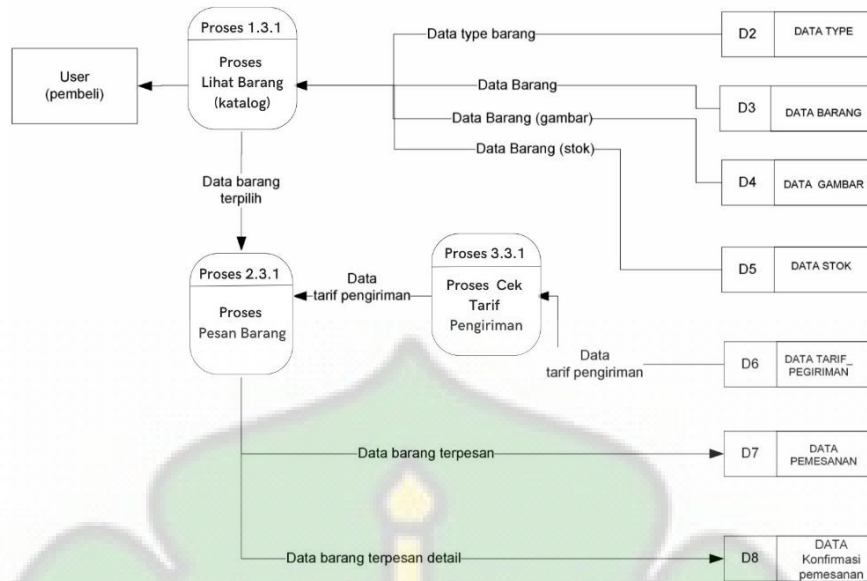 Proses 1.3.1
Proses
Lihat Barang
(katalog)
User
(pembeli)
Data type barang
D2
DATA TYPE
Data Barang
D3
DATA BARANG
Data Barang (gambar)
Data Barang (stok)
D4
DATA GAMBAR
Data barang
terpilih
D5
DATA STOK
Proses 2.3.1
Proses
Pesan Barang
Data
tarif pengiriman
Proses 3.3.1
Proses Cek
Tarif
Pengiriman
Data
tarif pengiriman
D6
DATA TARIF_
PEGIRIMAN
Data barang terpesan
D7
DATA
PEMESANAN
Data barang terpesan detail
D8
DATA
Konfirmasi
pemesanan